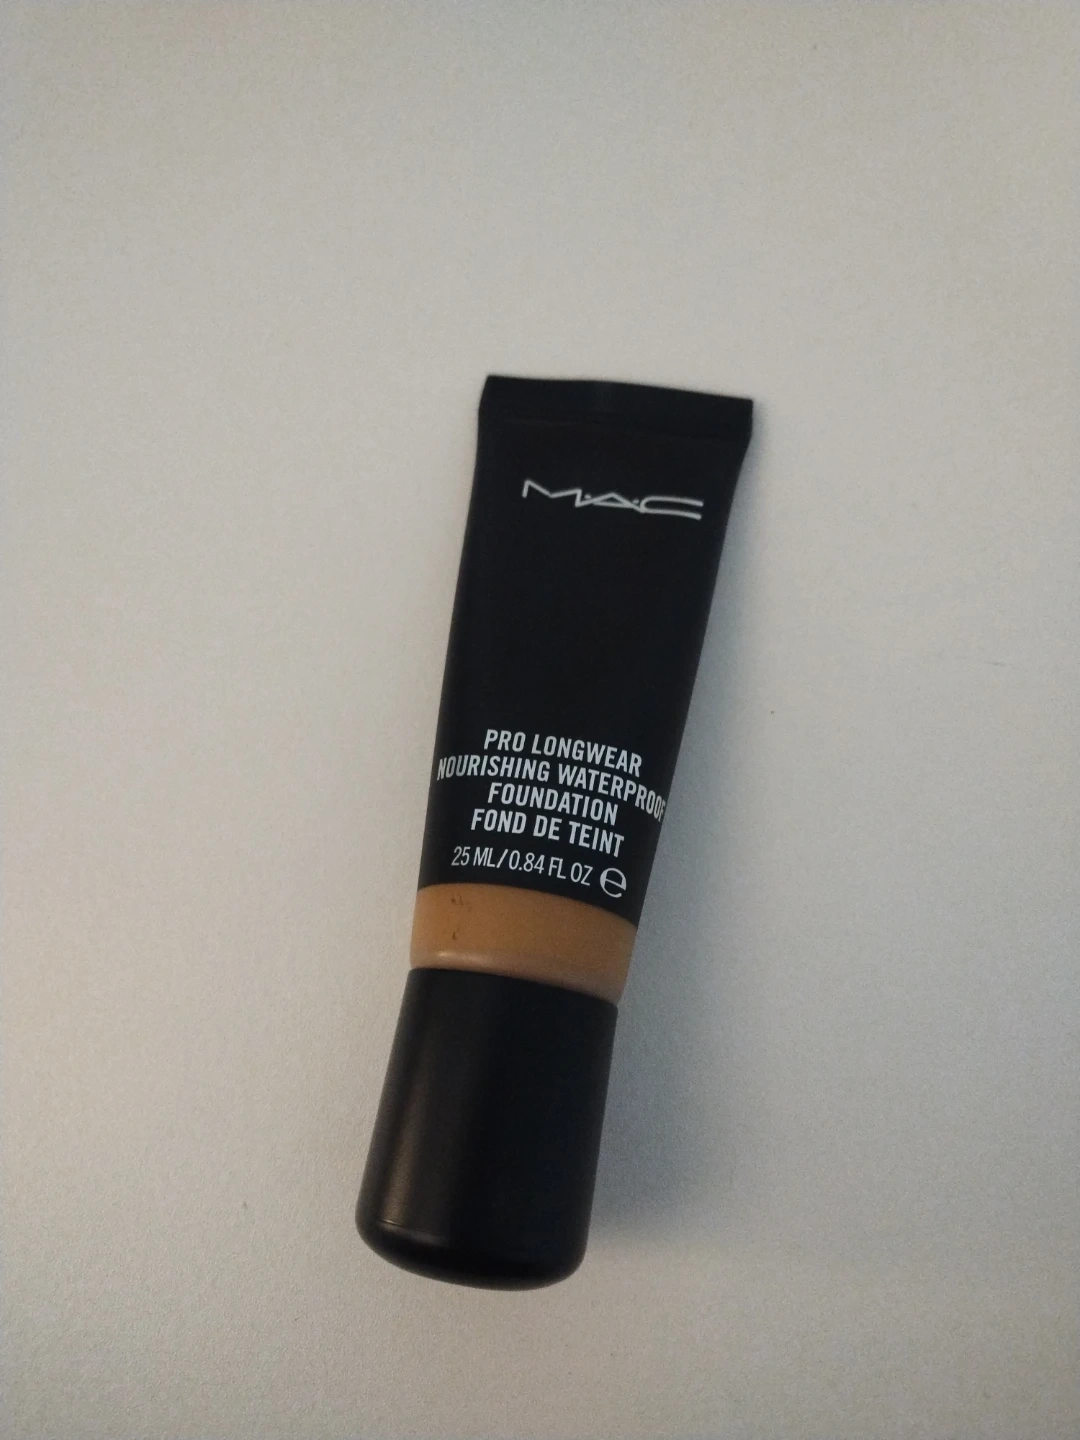 M·A·C
PRO LONGWEAR
NOURISHING WATERPROOF
FOUNDATION
FOND DE TEINT
25 ML/0.84 FL OZ ℮